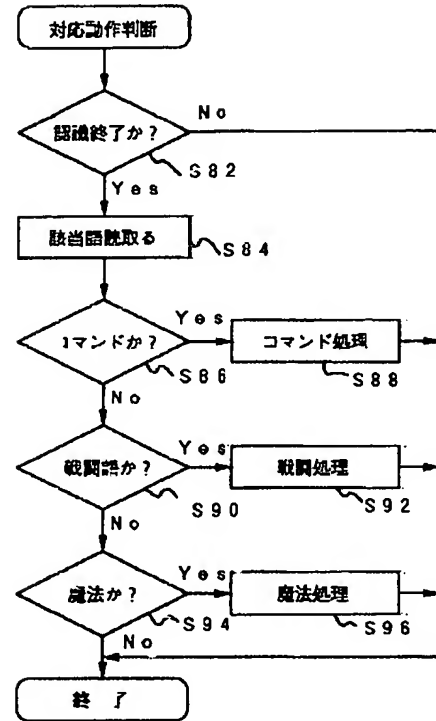 対応動作判断
No
認識終了か?
S82
Yes
該当語読取る
S84
コマンドか?
Yes
コマンド処理
S86
S88
No
戦闘語か?
Yes
戦闘処理
S90
S92
No
魔法か?
Yes
魔法処理
S94
S96
No
終了